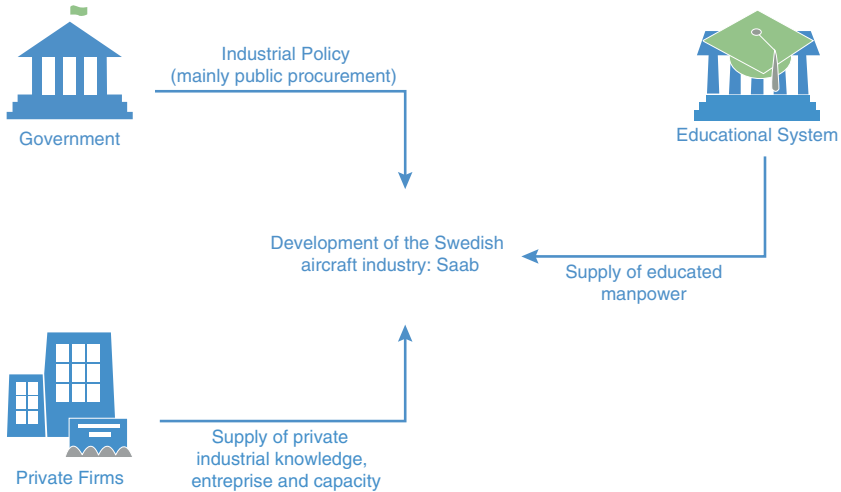 Industrial Policy
(mainly public procurement)
Government
Educational System
Development of the Swedish
aircraft industry: Saab
Supply of educated
manpower
Supply of private
industrial knowledge,
entreprise and capacity
Private Firms